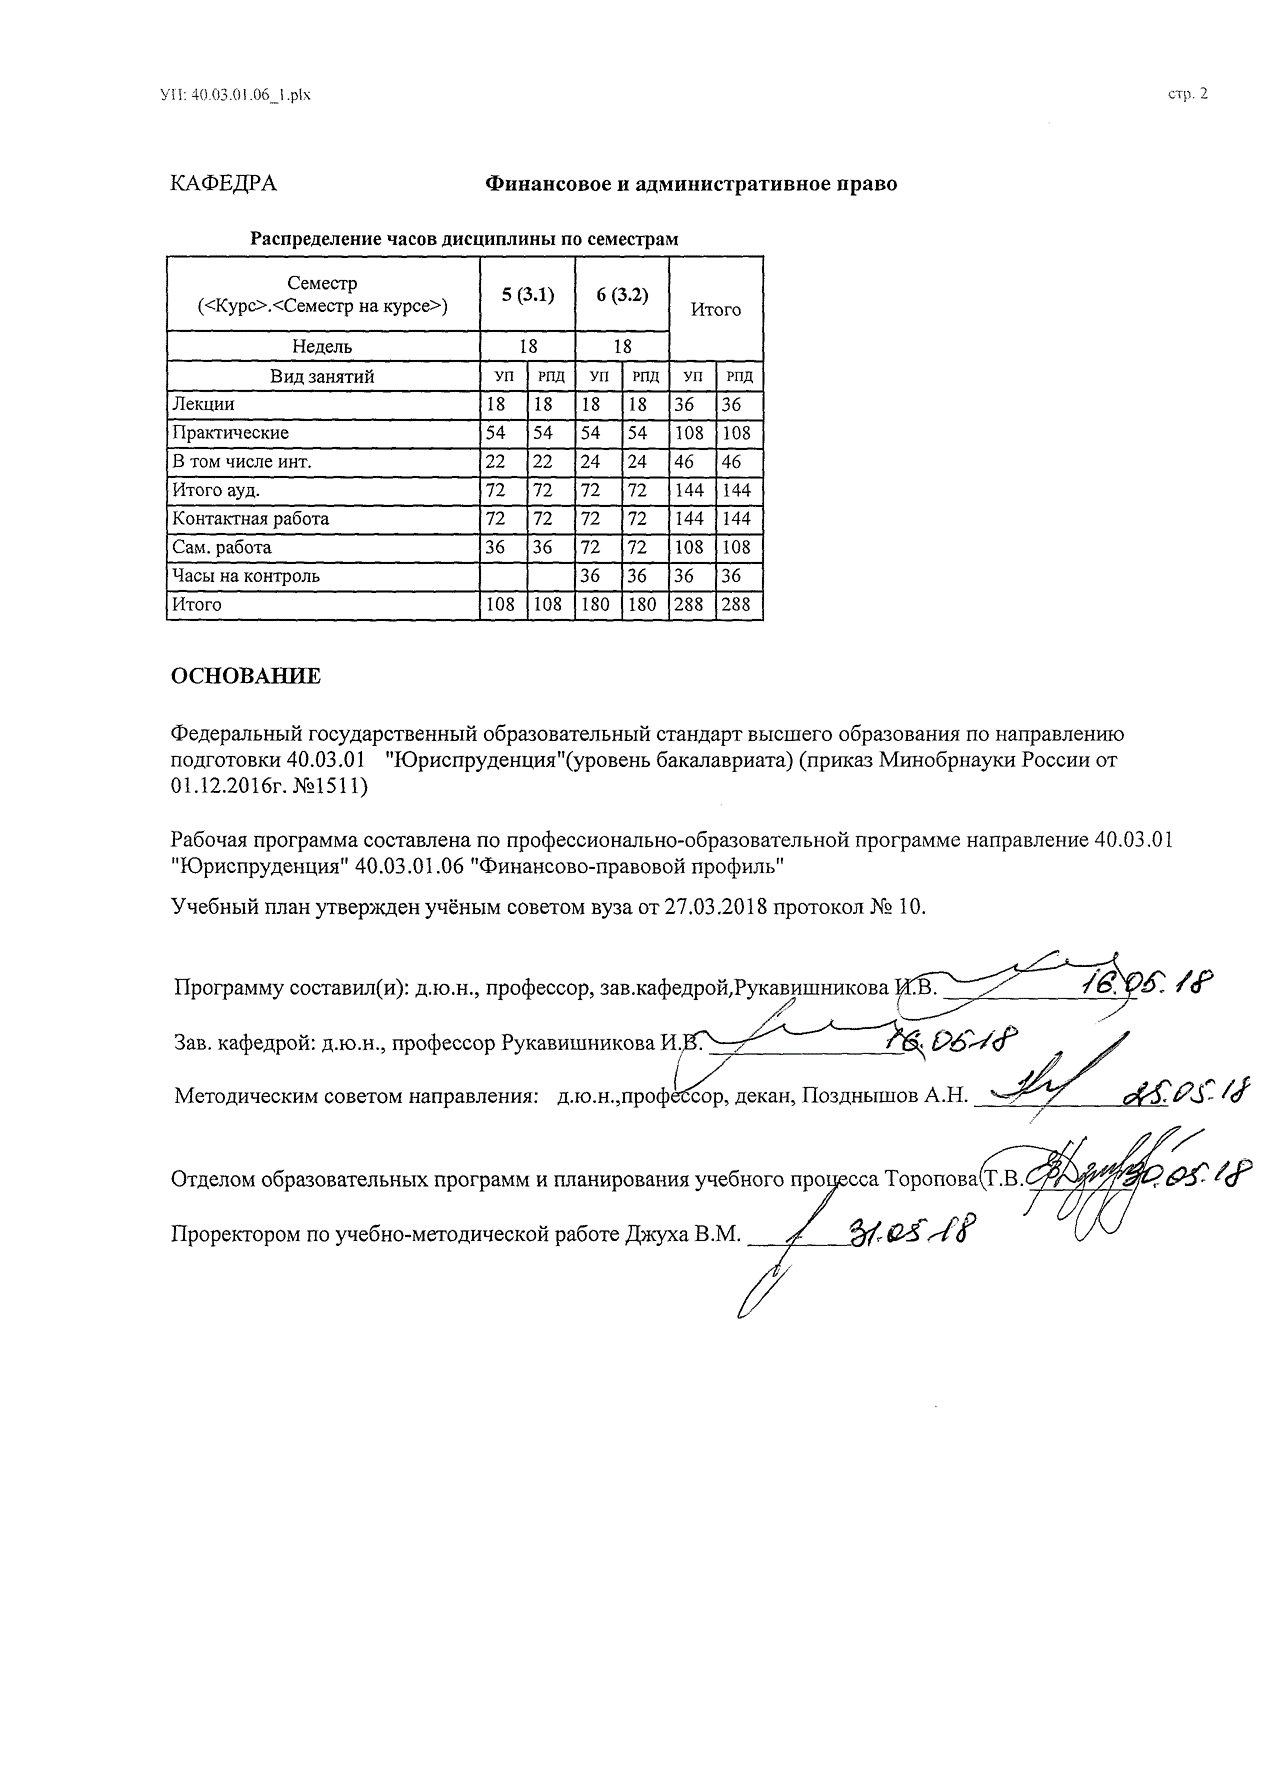 УП: 40.03.01.06_1.plx стр. 2
КАФЕДРА Финансовое и административное право
Распределение часов дисциплины по семестрам
Семестр
(<Курс>.<Семестр на курсе>) 5 (3.1) 6 (3.2) Итого
Недель 18 18
Вид занятий УП РПД УП РПД УП РПД
Лекции 18 18 18 18 36 36
Практические 54 54 54 54 108 108
В том числе инт. 22 22 24 24 46 46
Итого ауд. 72 72 72 72 144 144
Контактная работа 72 72 72 72 144 144
Сам. работа 36 36 72 72 108 108
Часы на контроль 36 36 36 36
Итого 108 108 180 180 288 288
ОСНОВАНИЕ
Федеральный государственный образовательный стандарт высшего образования по направлению
подготовки 40.03.01 "Юриспруденция"(уровень бакалавриата) (приказ Минобрнауки России от
01.12.2016г. №1511)
Рабочая программа составлена по профессионально-образовательной программе направление 40.03.01
"Юриспруденция" 40.03.01.06 "Финансово-правовой профиль"
Учебный план утвержден учёным советом вуза от 27.03.2018 протокол № 10.
Программу составил(и): д.ю.н., профессор, зав.кафедрой,Рукавишникова И.В. 16.05.18
Зав. кафедрой: д.ю.н., профессор Рукавишникова И.В. 16.05.18
Методическим советом направления: д.ю.н.,профессор, декан, Позднышов А.Н. 25.05.18
Отделом образовательных программ и планирования учебного процесса Торопова Т.В. 30.05.18
Проректором по учебно-методической работе Джуха В.М. 31.05.18